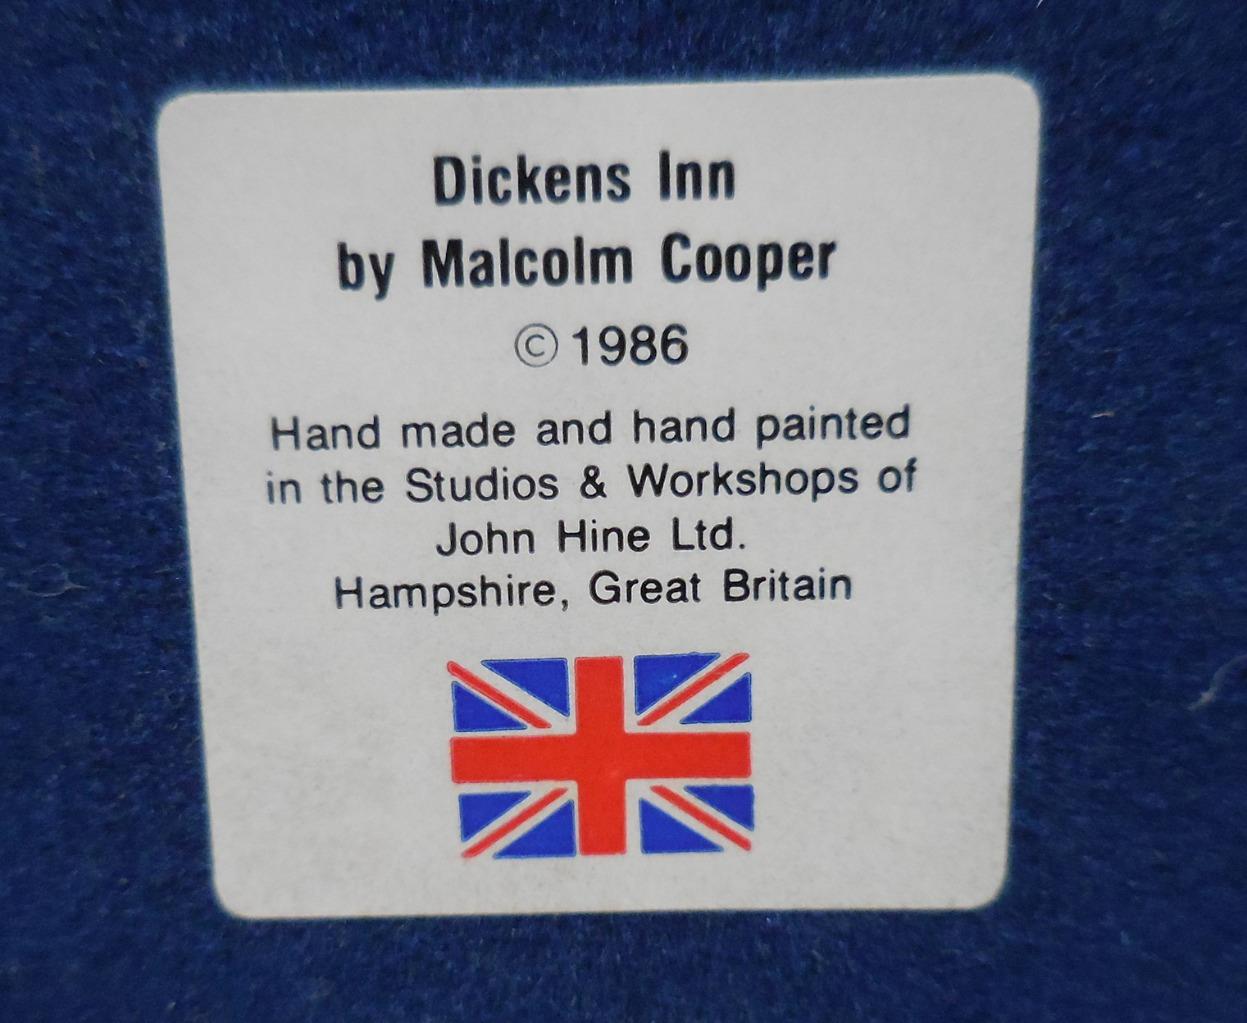 Dickens Inn
by Malcolm Cooper
© 1986
Hand made and hand painted
in the Studios & Workshops of
John Hine Ltd.
Hampshire, Great Britain